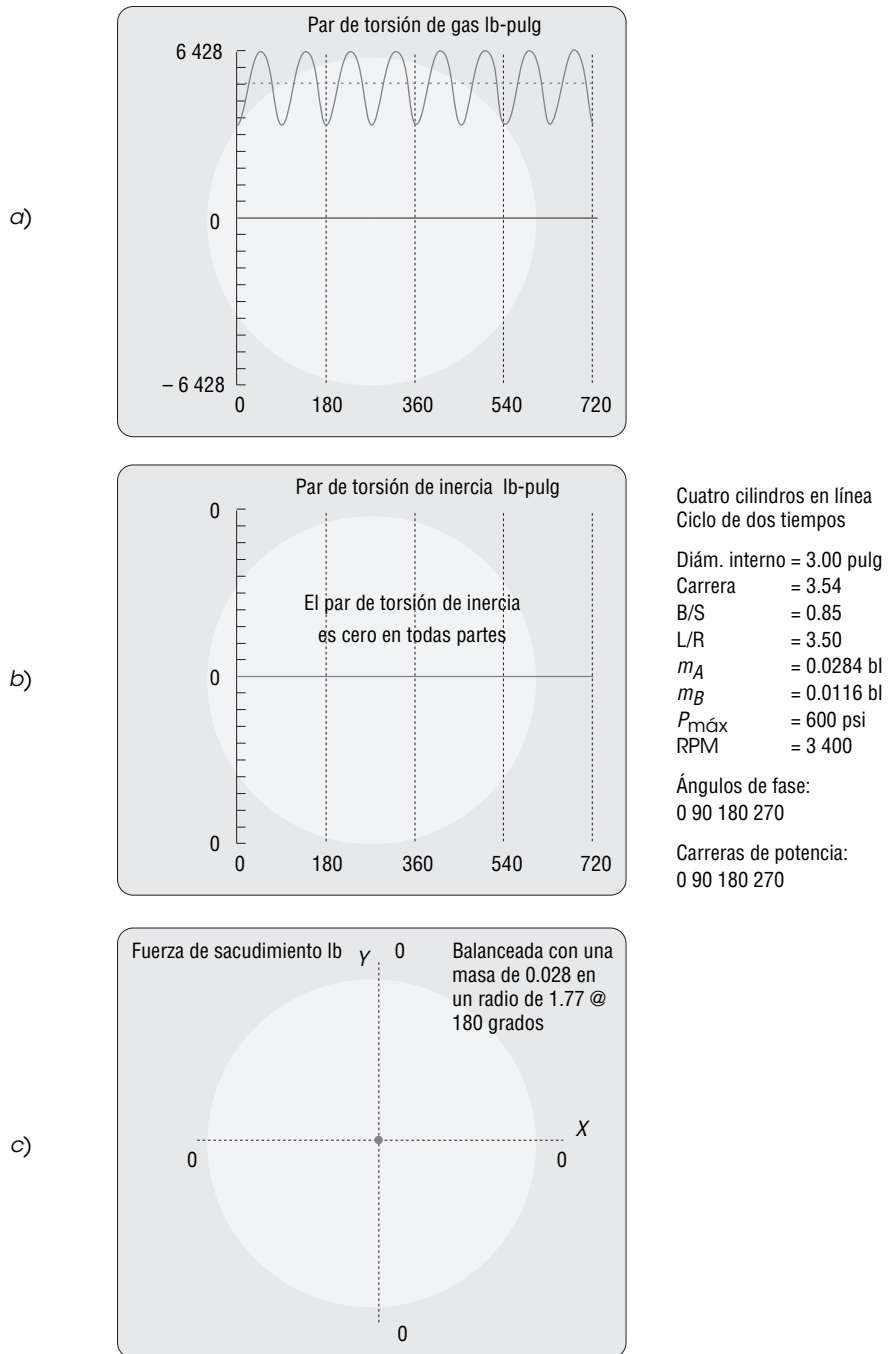 Par de torsión de gas lb-pulg
6 428
0
– 6 428
0 180 360 540 720
a)
Par de torsión de inercia lb-pulg
0
El par de torsión de inercia
es cero en todas partes
0
0
0 180 360 540 720
b)
Cuatro cilindros en línea
Ciclo de dos tiempos
Diám. interno = 3.00 pulg
Carrera = 3.54
B/S = 0.85
L/R = 3.50
mA = 0.0284 bl
mB = 0.0116 bl
Pmáx = 600 psi
RPM = 3 400
Ángulos de fase:
0 90 180 270
Carreras de potencia:
0 90 180 270
Fuerza de sacudimiento lb
Y 0
Balanceada con una
masa de 0.028 en
un radio de 1.77 @
180 grados
X
0 0
0
c)